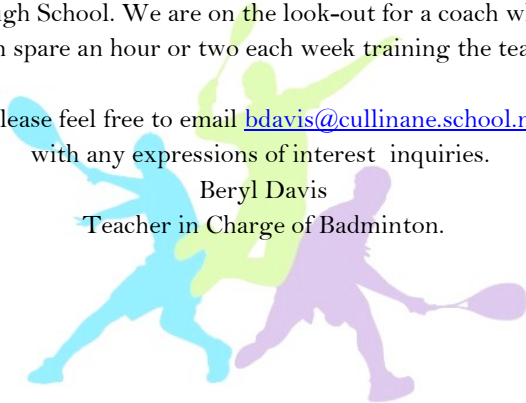 ugh School. We are on the look-out for a coach w
n spare an hour or two each week training the tea
lease feel free to email bdavis@cullinane.school.n
with any expressions of interest  inquiries.
Beryl Davis
Teacher in Charge of Badminton.